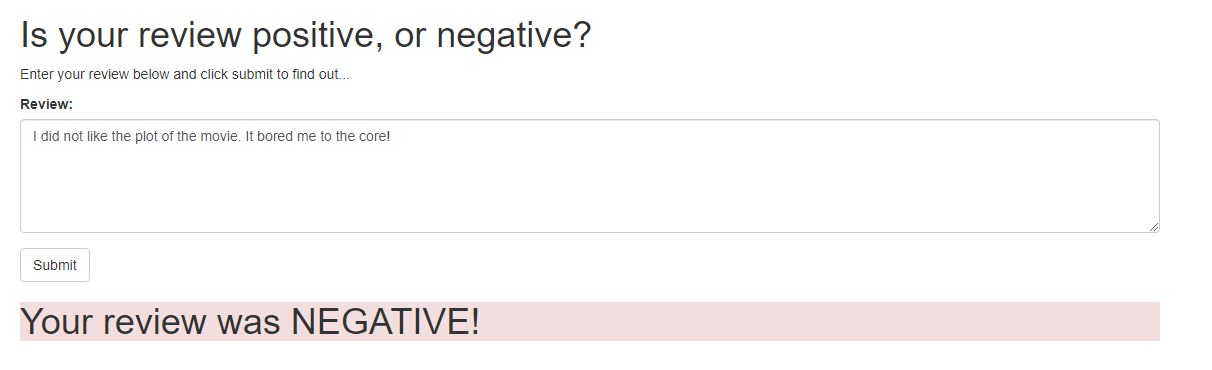 Is your review positive, or negative?
Enter your review below and click submit to find out...
Review:
I did not like the plot of the movie. It bored me to the core!
Submit
Your review was NEGATIVE!